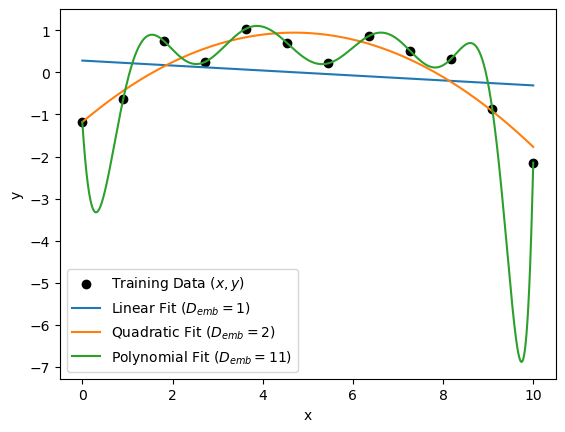 1
0
−1
−2
−3
−4
−5
−6
−7
y
Training Data (x, y)
Linear Fit (D_emb = 1)
Quadratic Fit (D_emb = 2)
Polynomial Fit (D_emb = 11)
0 2 4 6 8 10
x